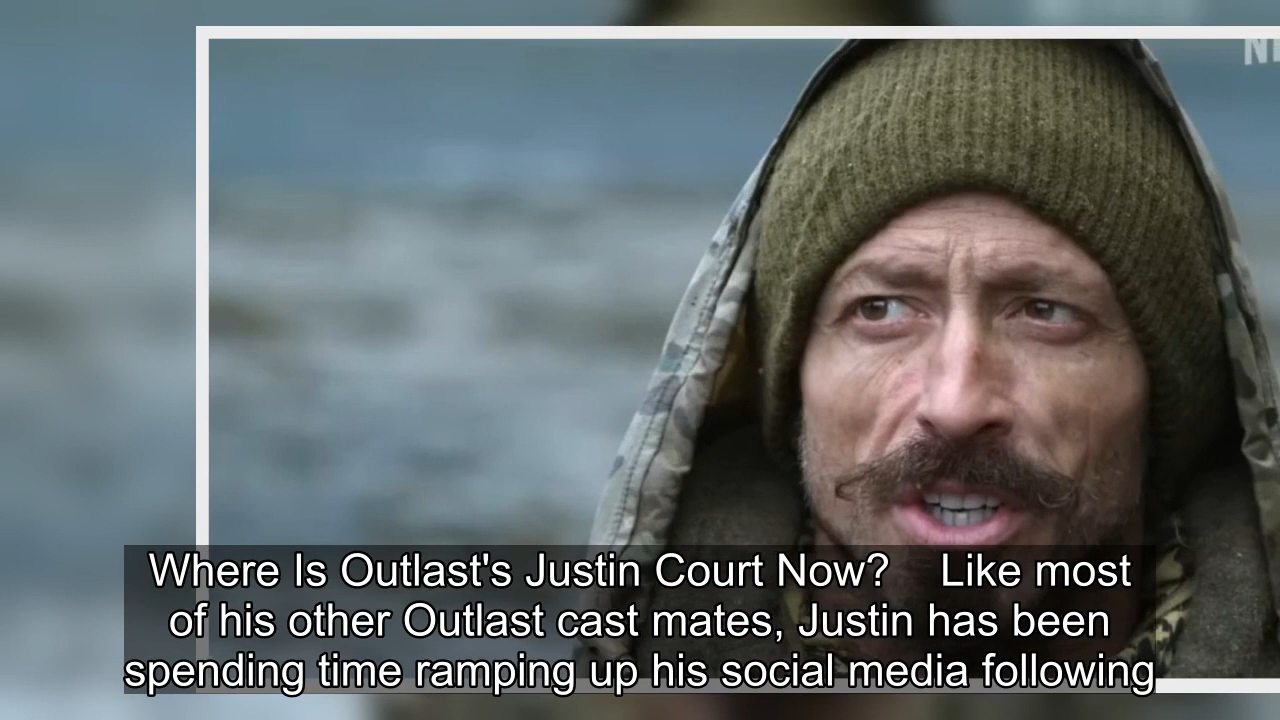 Where Is Outlast's Justin Court Now? Like most
of his other Outlast cast mates, Justin has been
spending time ramping up his social media following